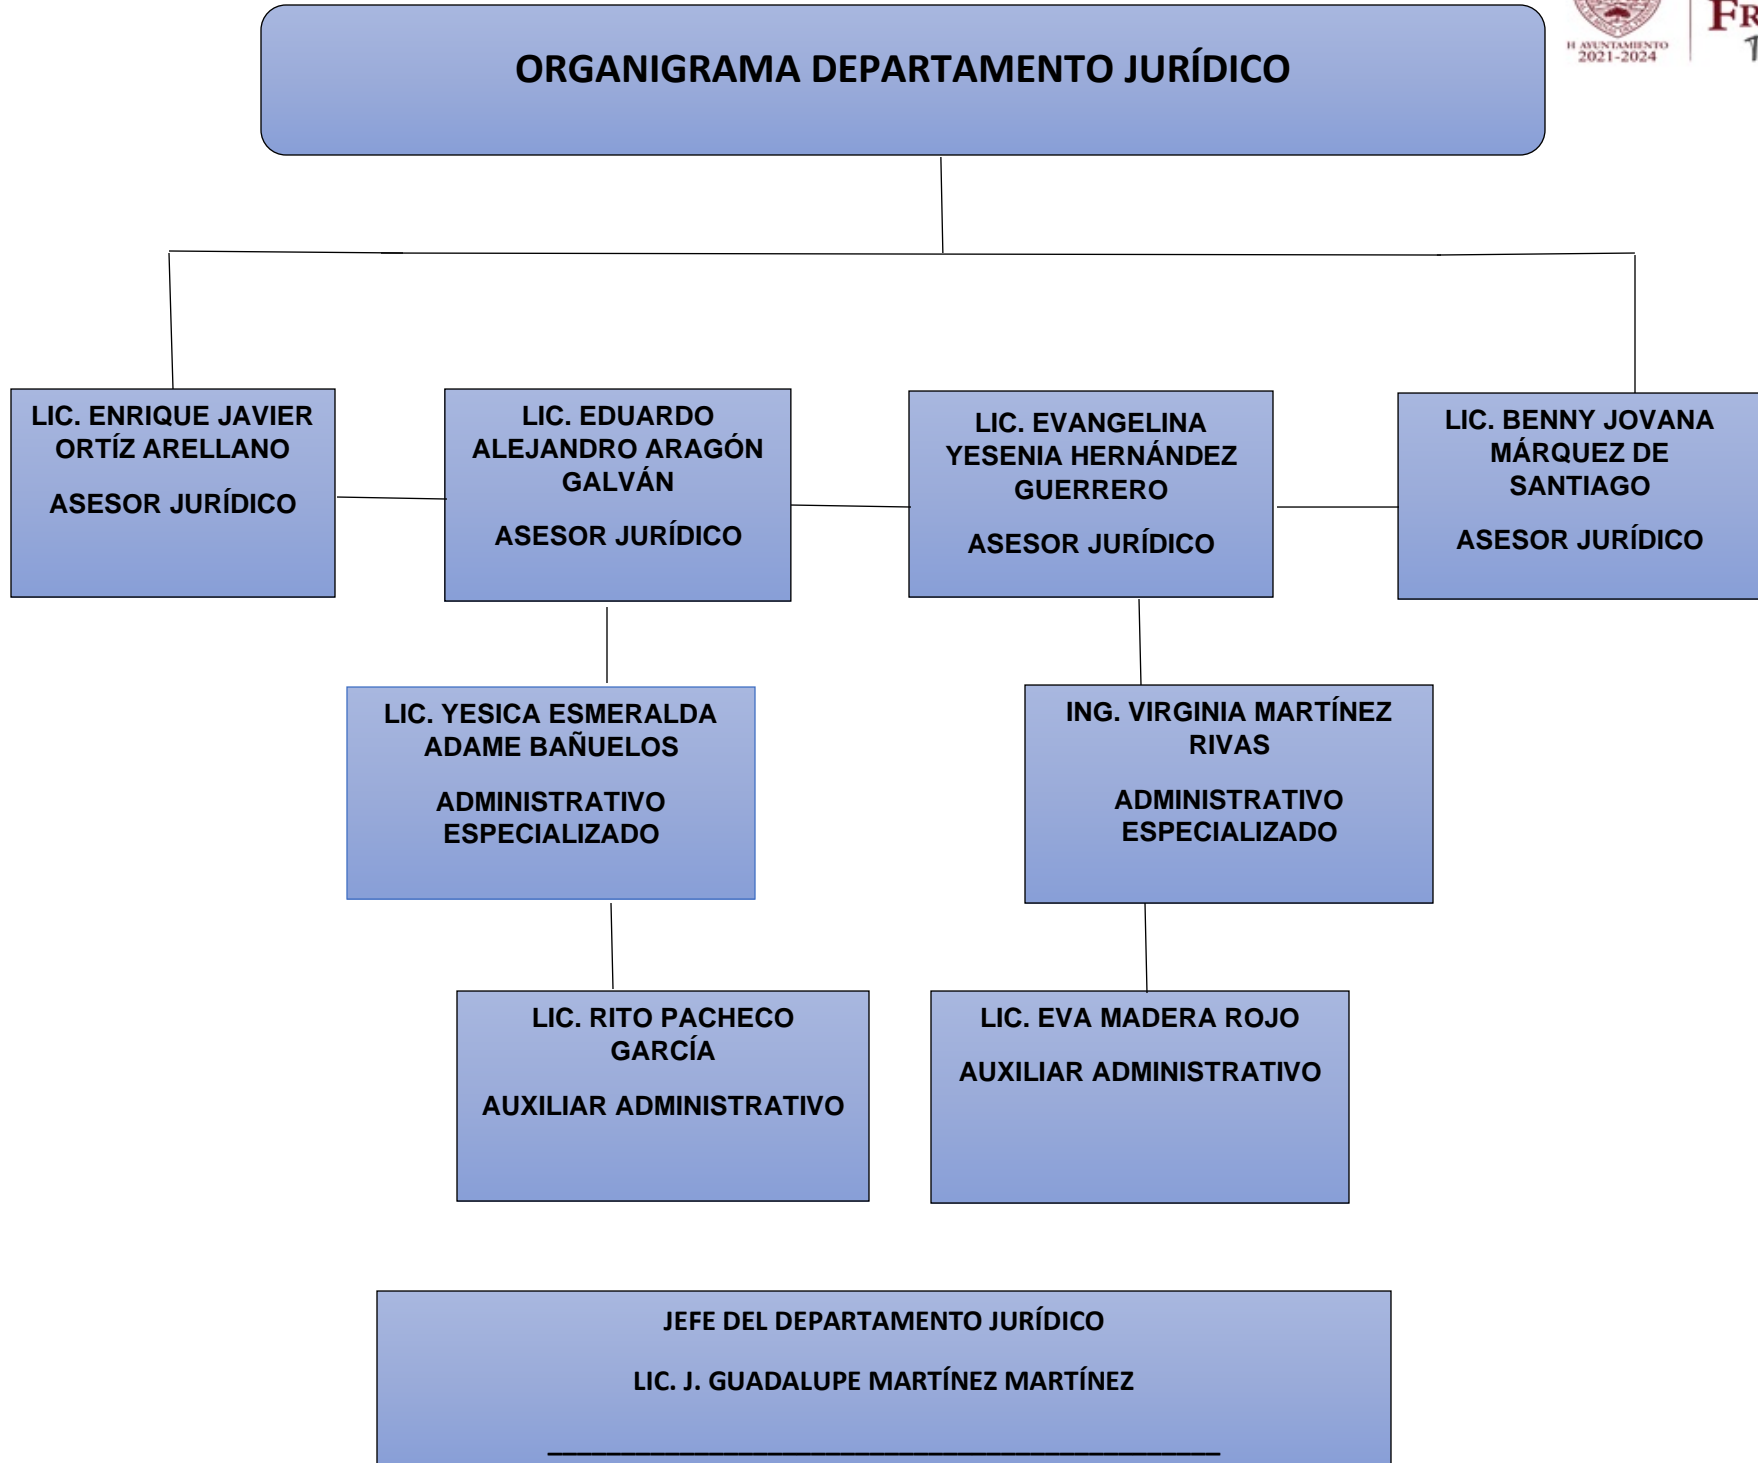 ORGANIGRAMA DEPARTAMENTO JURÍDICO
H AYUNTAMIENTO
2021-2024
LIC. ENRIQUE JAVIER
ORTÍZ ARELLANO
ASESOR JURÍDICO
LIC. EDUARDO
ALEJANDRO ARAGÓN
GALVÁN
ASESOR JURÍDICO
LIC. EVANGELINA
YESENIA HERNÁNDEZ
GUERRERO
ASESOR JURÍDICO
LIC. BENNY JOVANA
MÁRQUEZ DE
SANTIAGO
ASESOR JURÍDICO
LIC. YESICA ESMERALDA
ADAME BAÑUELOS
ADMINISTRATIVO
ESPECIALIZADO
ING. VIRGINIA MARTÍNEZ
RIVAS
ADMINISTRATIVO
ESPECIALIZADO
LIC. RITO PACHECO
GARCÍA
AUXILIAR ADMINISTRATIVO
LIC. EVA MADERA ROJO
AUXILIAR ADMINISTRATIVO
JEFE DEL DEPARTAMENTO JURÍDICO
LIC. J. GUADALUPE MARTÍNEZ MARTÍNEZ